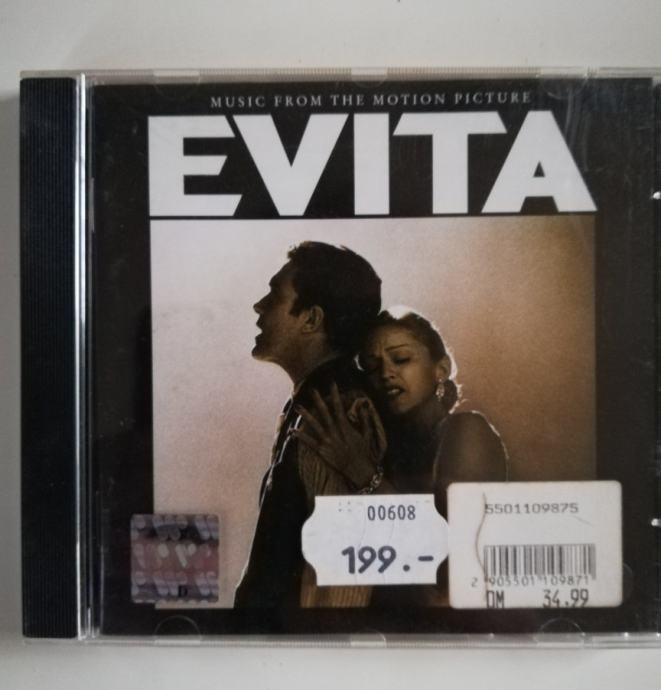 MUSIC FROM THE MOTION PICTURE
EVITA
00608
199.-
5501109875
2 905501 109871
DM 34.99
D